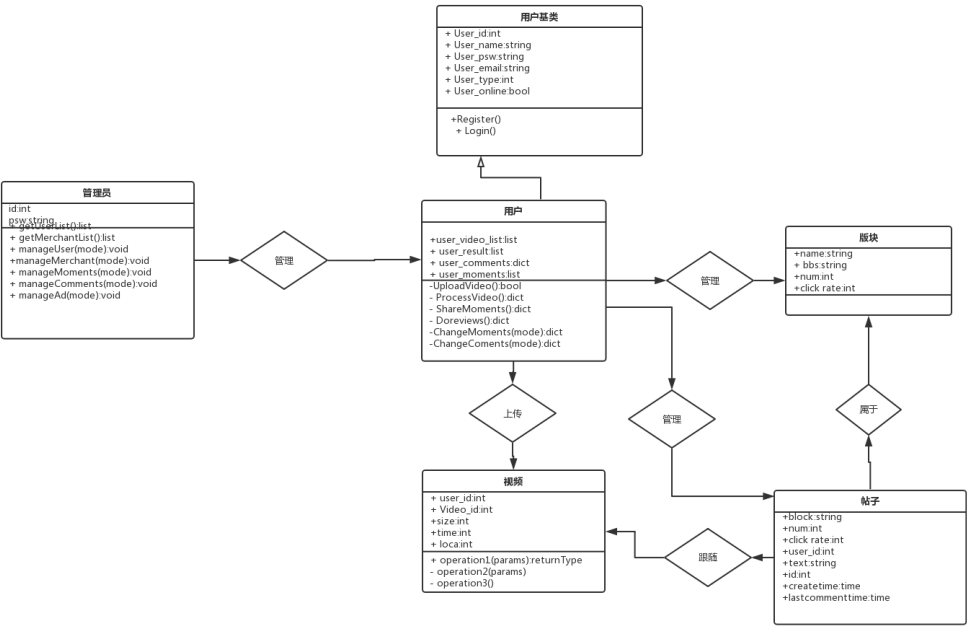 用户基类
+ User_id:int
+ User_name:string
+ User_psw:string
+ User_email:string
+ User_type:int
+ User_online:bool
+Register()
+ Login()
管理员
id:int
psw:string
+ getUserList():list
+ getMerchantList():list
+ manageUser(mode):void
+manageMerchant(mode):void
+ manageMoments(mode):void
+ manageComments(mode):void
+ manageAd(mode):void
管理
用户
+user_video_list:list
+ user_result:list
+ user_comments:dict
+ user_moments:list
-UploadVideo():bool
- ProcessVideo():dict
- ShareMoments():dict
- Doreviews():dict
-ChangeMoments(mode):dict
-ChangeComents(mode):dict
管理
版块
+name:string
+ bbs:string
+num:int
+click rate:int
上传
管理
属于
视频
+ user_id:int
+ Video_id:int
+size:int
+time:int
+ loca:int
+ operation1(params):returnType
- operation2(params)
- operation3()
跟随
帖子
+block:string
+num:int
+click rate:int
+user_id:int
+text:string
+id:int
+createtime:time
+lastcommenttime:time